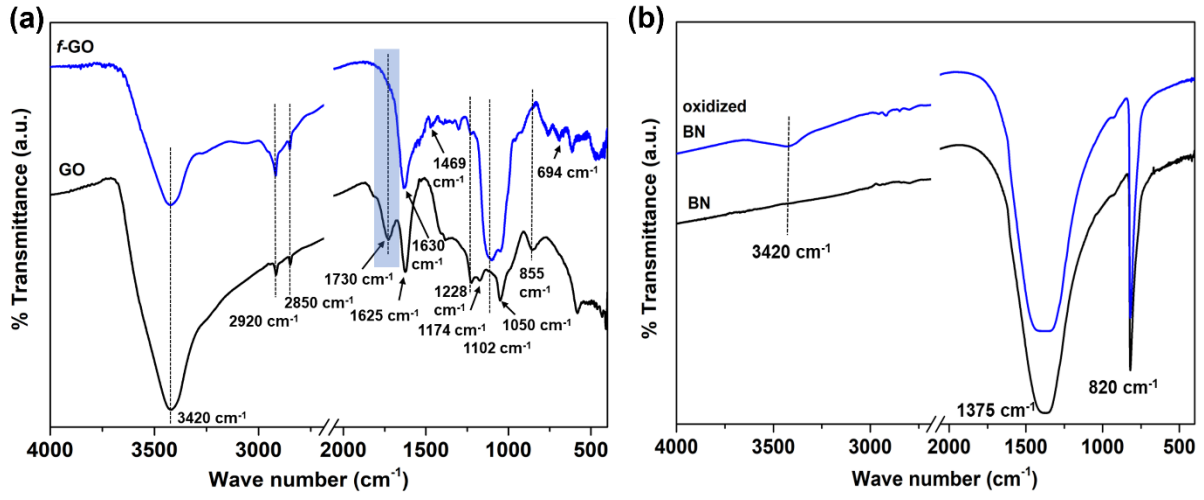 (a)
f-GO
GO
3420 cm-1
2920 cm-1
2850 cm-1
1730 cm-1
1625 cm-1
1630
cm-1
1469
cm-1
1228
cm-1
1174 cm-1
1102 cm-1
1050 cm-1
855
cm-1
694 cm-1
% Transmittance (a.u.)
4000 3500 3000 2000 1500 1000 500
Wave number (cm-1)
(b)
oxidized
BN
BN
3420 cm-1
1375 cm-1
820 cm-1
% Transmittance (a.u.)
4000 3500 3000 2000 1500 1000 500
Wave number (cm-1)